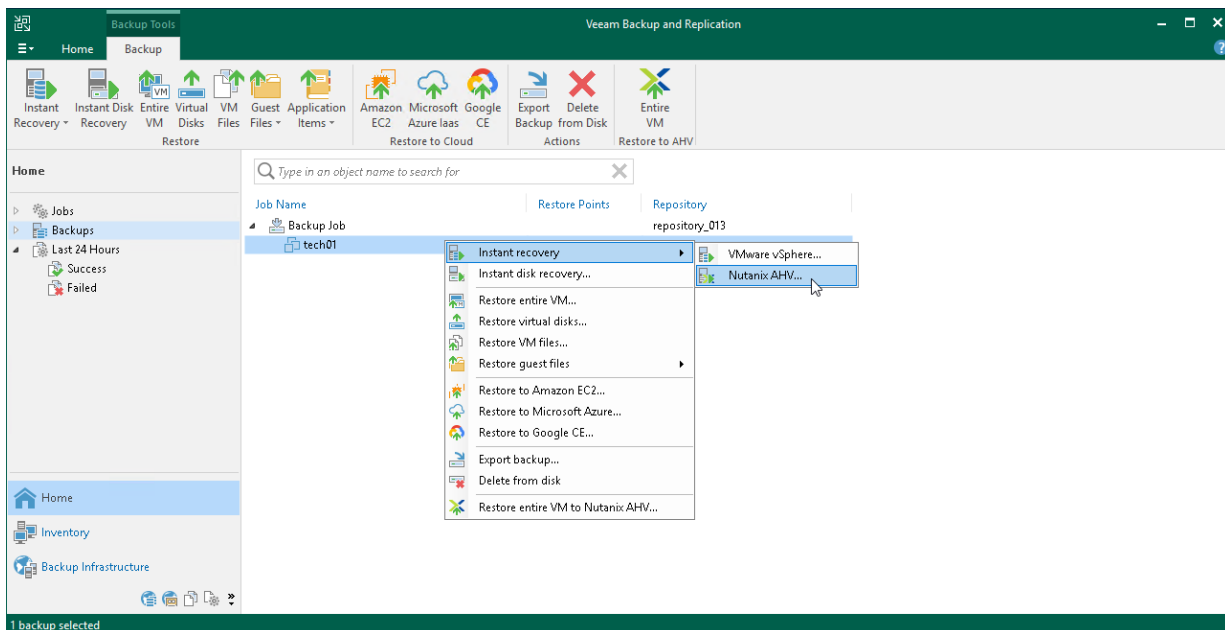 Backup Tools
Veeam Backup and Replication
Home
Backup
Instant Recovery
Instant Disk Recovery
Entire VM
Virtual Disks
VM Files
Guest Files
Application Items
Amazon EC2
Microsoft Azure Iaas
Google CE
Export Backup
Delete from Disk
Entire VM
Restore
Restore to Cloud
Actions
Restore to AHV
Home
Type in an object name to search for
Job Name
Restore Points
Repository
Jobs
Backups
Last 24 Hours
Success
Failed
Backup Job
repository_013
tech01
Instant recovery
VMware vSphere...
Nutanix AHV...
Instant disk recovery...
Restore entire VM...
Restore virtual disks...
Restore VM files...
Restore guest files
Restore to Amazon EC2...
Restore to Microsoft Azure...
Restore to Google CE...
Export backup...
Delete from disk
Restore entire VM to Nutanix AHV...
Home
Inventory
Backup Infrastructure
1 backup selected